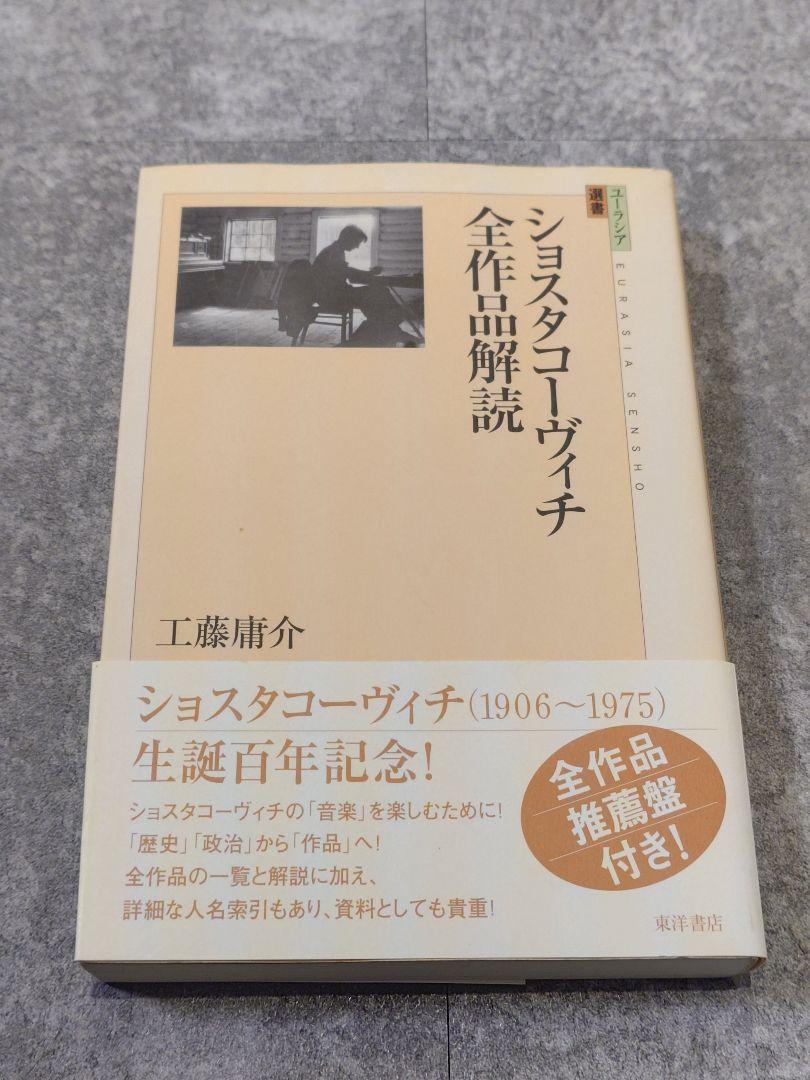 ユーラシア
選書
EURASIA SENSHO
ショスタコーヴィチ
全作品解読
工藤庸介
ショスタコーヴィチ(1906〜1975)
生誕百年記念!
ショスタコーヴィチの「音楽」を楽しむために!
「歴史」「政治」から「作品」へ!
全作品の一覧と解説に加え、
詳細な人名索引もあり、資料としても貴重!
全作品
推薦盤
付き!
東洋書店